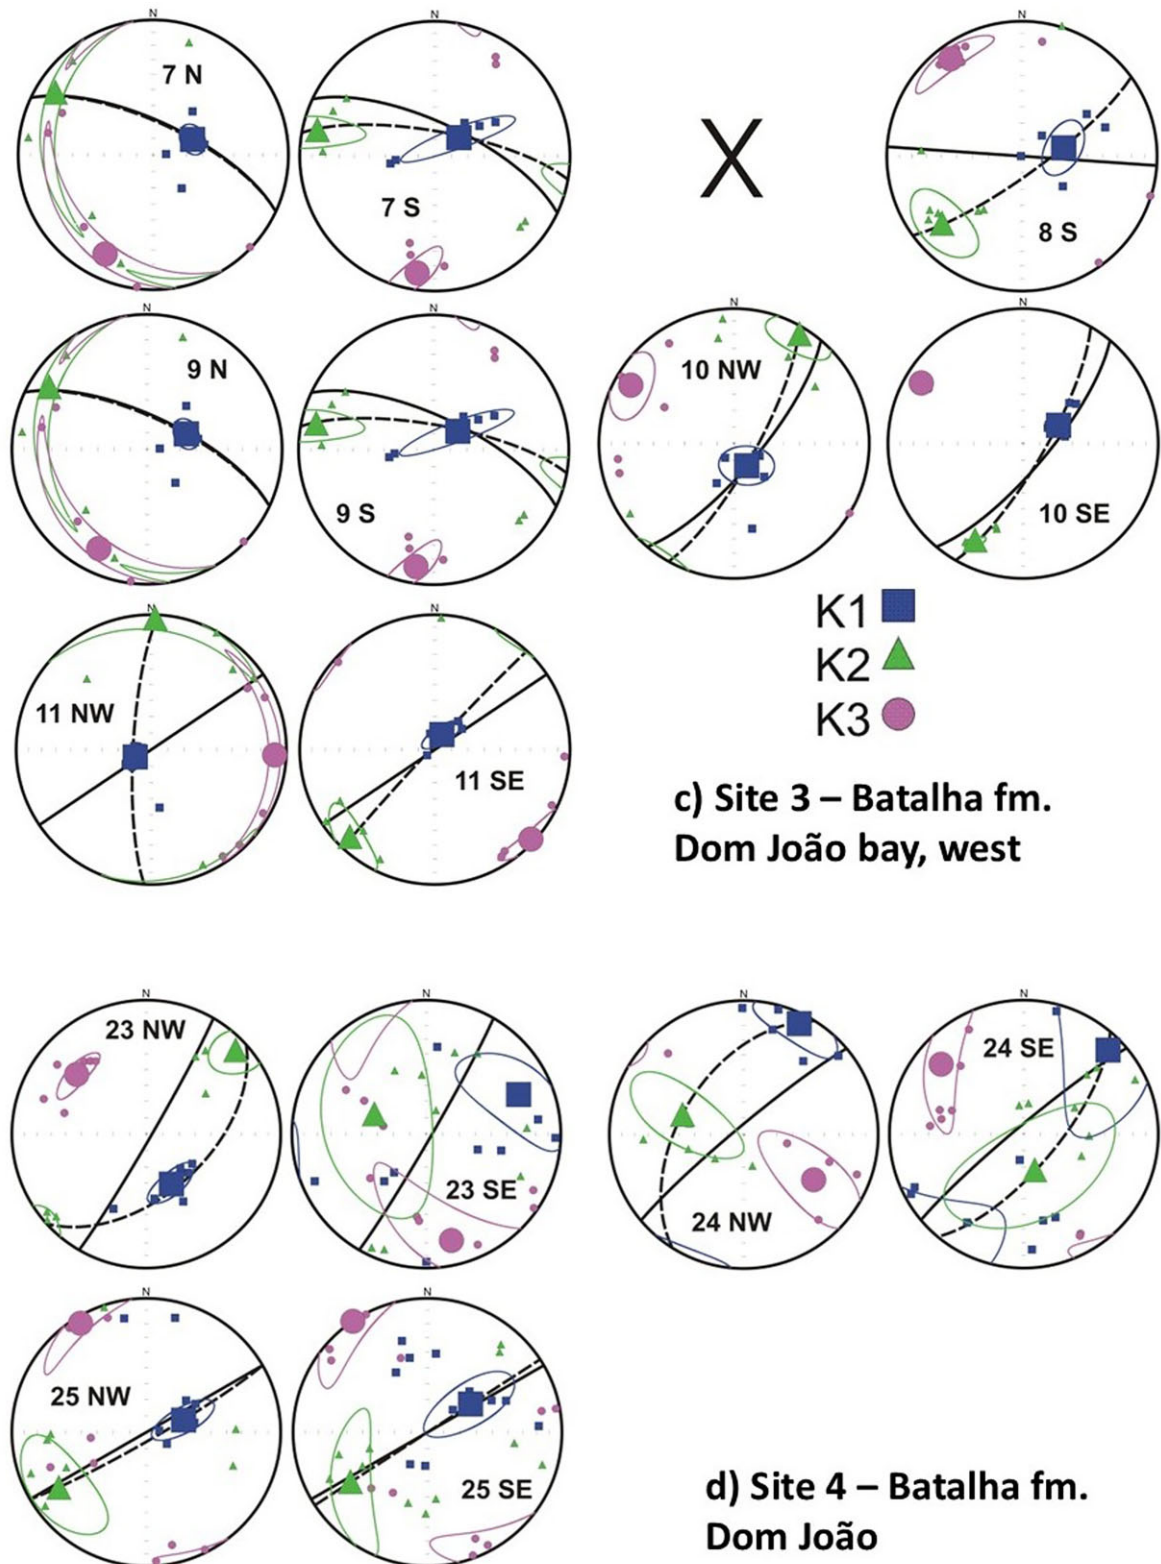 N
7 N
N
7 S
X
N
8 S
N
9 N
N
9 S
N
10 NW
N
10 SE
K1
K2
K3
N
11 NW
N
11 SE
c) Site 3 – Batalha fm.
Dom João bay, west
N
23 NW
N
23 SE
N
24 NW
N
24 SE
N
25 NW
N
25 SE
d) Site 4 – Batalha fm.
Dom João